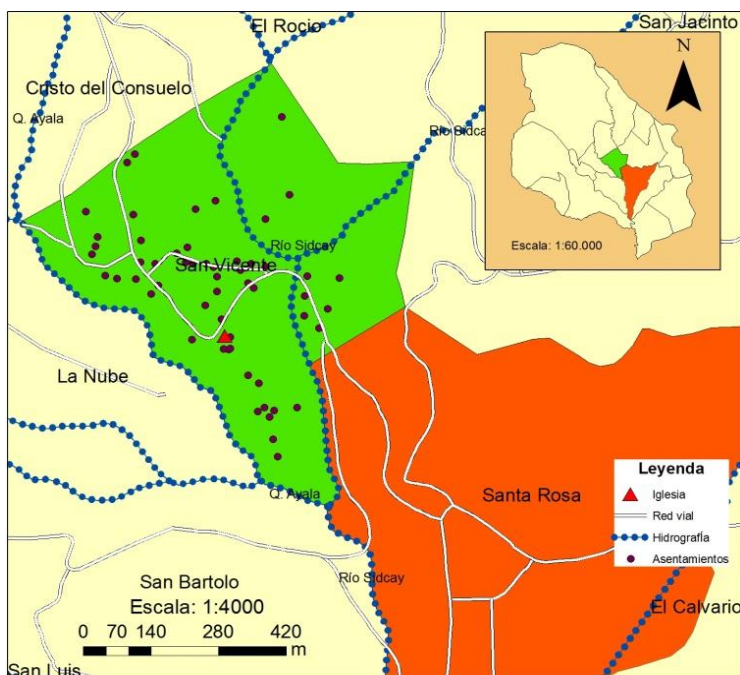 El Rocio
San Jacinto
N
Cristo del Consuelo
Q. Ayala
Río Sidca
Escala: 1:60.000
Río Sidcay
San Vicente
La Nube
Leyenda
Iglesia
Red vial
Hidrografía
Asentamientos
Q. Ayala
Santa Rosa
Río Sidcay
San Bartolo
Escala: 1:4000
0 70 140 280 420
m
El Calvario
San Luis